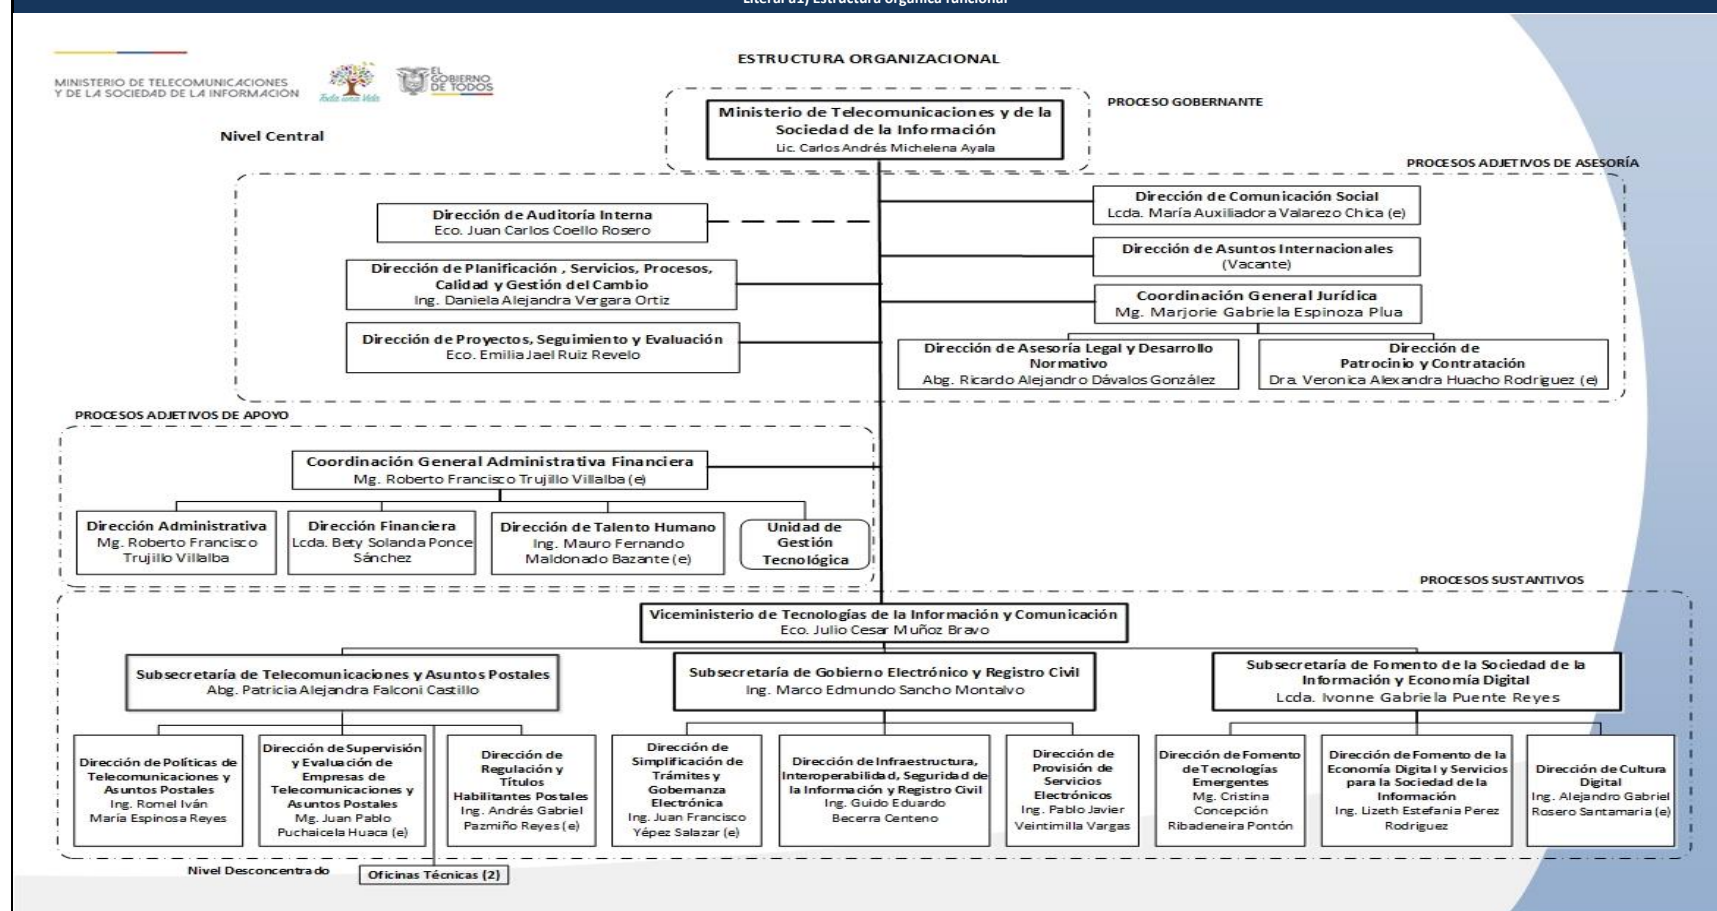 Literal a1) Estructura orgánica funcional
ESTRUCTURA ORGANIZACIONAL
MINISTERIO DE TELECOMUNICACIONES
Y DE LA SOCIEDAD DE LA INFORMACIÓN
Toda una Vida
EL
GOBIERNO
DE TODOS
Nivel Central
PROCESO GOBERNANTE
Ministerio de Telecomunicaciones y de la
Sociedad de la Información
Lic. Carlos Andrés Michelena Ayala
PROCESOS ADJETIVOS DE ASESORÍA
Dirección de Auditoría Interna
Eco. Juan Carlos Coello Rosero
Dirección de Planificación , Servicios, Procesos,
Calidad y Gestión del Cambio
Ing. Daniela Alejandra Vergara Ortiz
Dirección de Proyectos, Seguimiento y Evaluación
Eco. Emilia Jael Ruiz Revelo
Dirección de Comunicación Social
Lcda. María Auxiliadora Valarezo Chica (e)
Dirección de Asuntos Internacionales
(Vacante)
Coordinación General Jurídica
Mg. Marjorie Gabriela Espinoza Plua
Dirección de Asesoría Legal y Desarrollo
Normativo
Abg. Ricardo Alejandro Dávalos González
Dirección de
Patrocinio y Contratación
Dra. Veronica Alexandra Huacho Rodriguez (e)
PROCESOS ADJETIVOS DE APOYO
Coordinación General Administrativa Financiera
Mg. Roberto Francisco Trujillo Villalba (e)
Dirección Administrativa
Mg. Roberto Francisco
Trujillo Villalba
Dirección Financiera
Lcda. Bety Solanda Ponce
Sánchez
Dirección de Talento Humano
Ing. Mauro Fernando
Maldonado Bazante (e)
Unidad de
Gestión
Tecnológica
PROCESOS SUSTANTIVOS
Viceministerio de Tecnologías de la Información y Comunicación
Eco. Julio Cesar Muñoz Bravo
Subsecretaría de Telecomunicaciones y Asuntos Postales
Abg. Patricia Alejandra Falconi Castillo
Subsecretaría de Gobierno Electrónico y Registro Civil
Ing. Marco Edmundo Sancho Montalvo
Subsecretaría de Fomento de la Sociedad de la
Información y Economía Digital
Lcda. Ivonne Gabriela Puente Reyes
Dirección de Políticas de
Telecomunicaciones y
Asuntos Postales
Ing. Romel Iván
María Espinosa Reyes
Dirección de Supervisión
y Evaluación de
Empresas de
Telecomunicaciones y
Asuntos Postales
Mg. Juan Pablo
Puchaicela Huaca (e)
Dirección de
Regulación y
Títulos
Habilitantes Postales
Ing. Andrés Gabriel
Pazmiño Reyes (e)
Dirección de
Simplificación de
Trámites y
Gobernanza
Electrónica
Ing. Juan Francisco
Yépez Salazar (e)
Dirección de Infraestructura,
Interoperabilidad, Seguridad de
la Información y Registro Civil
Ing. Guido Eduardo
Becerra Centeno
Dirección de
Provisión de
Servicios
Electrónicos
Ing. Pablo Javier
Veintimilla Vargas
Dirección de Fomento
de Tecnologías
Emergentes
Mg. Cristina
Concepción
Ribadeneira Pontón
Dirección de Fomento de la
Economía Digital y Servicios
para la Sociedad de la
Información
Ing. Lizeth Estefania Perez
Rodriguez
Dirección de Cultura
Digital
Ing. Alejandro Gabriel
Rosero Santamaria (e)
Nivel Desconcentrado
Oficinas Técnicas (2)